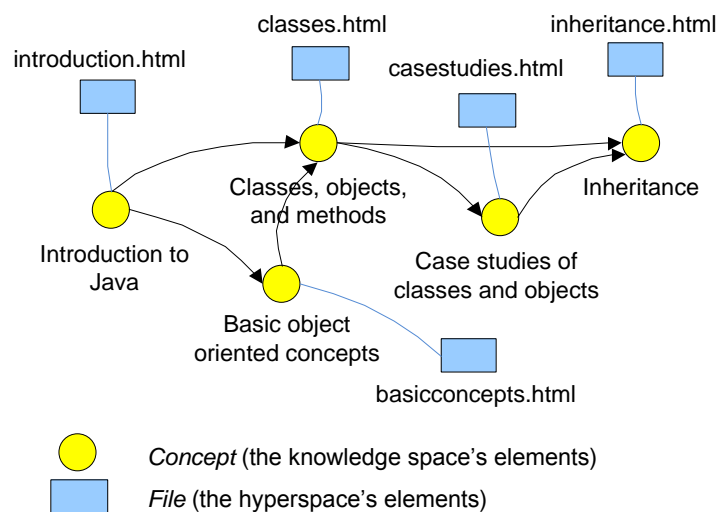 classes.html
inheritance.html
introduction.html
casestudies.html
Classes, objects,
and methods
Inheritance
Introduction to
Java
Case studies of
classes and objects
Basic object
oriented concepts
basicconcepts.html
Concept (the knowledge space’s elements)
File (the hyperspace’s elements)